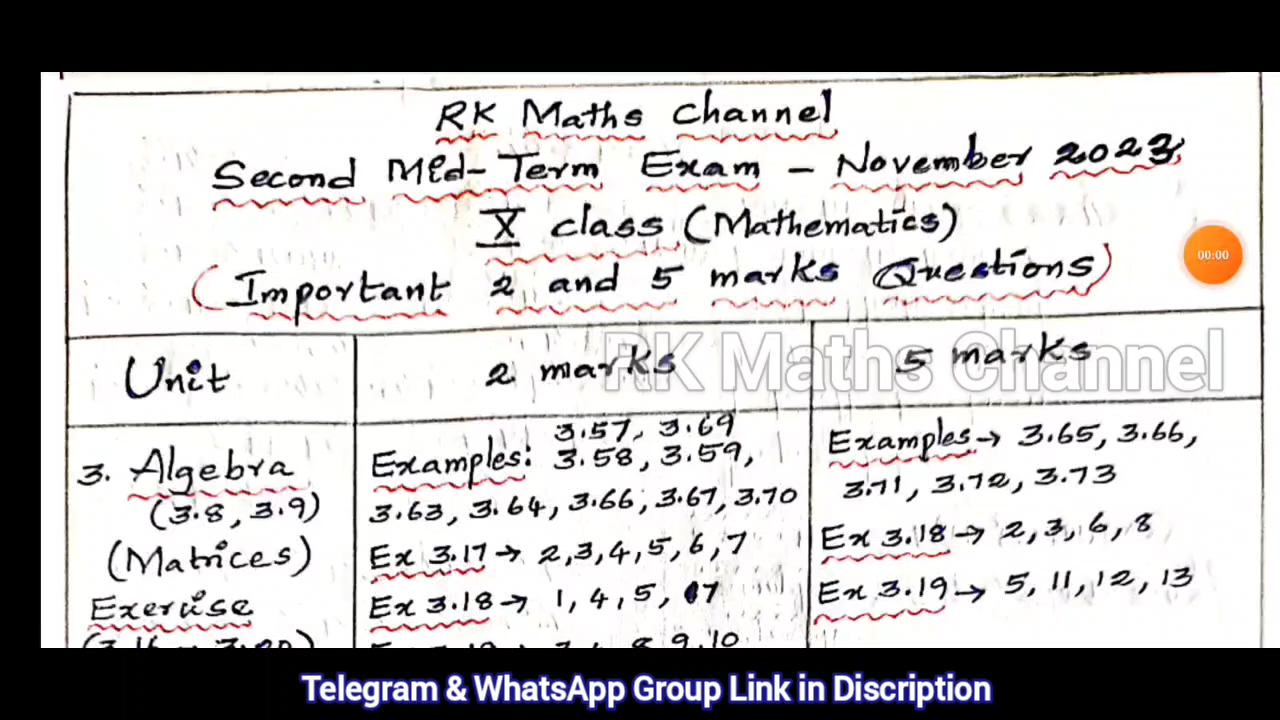 RK Maths Channel
Second Mid-Term Exam - November 2023
X class (Mathematics)
(Important 2 and 5 marks Questions)
00:00
Unit
2 marks
5 marks
RK Maths Channel
3. Algebra
(3.8, 3.9)
(Matrices)
Exercise
3.57, 3.69
Examples: 3.58, 3.59,
3.63, 3.64, 3.66, 3.67, 3.70
Ex 3.17 → 2, 3, 4, 5, 6, 7
Ex 3.18 → 1, 4, 5, 7
8, 9, 10
Examples → 3.65, 3.66,
3.71, 3.72, 3.73
Ex 3.18 → 2, 3, 6, 8
Ex 3.19 → 5, 11, 12, 13
Telegram & WhatsApp Group Link in Discription